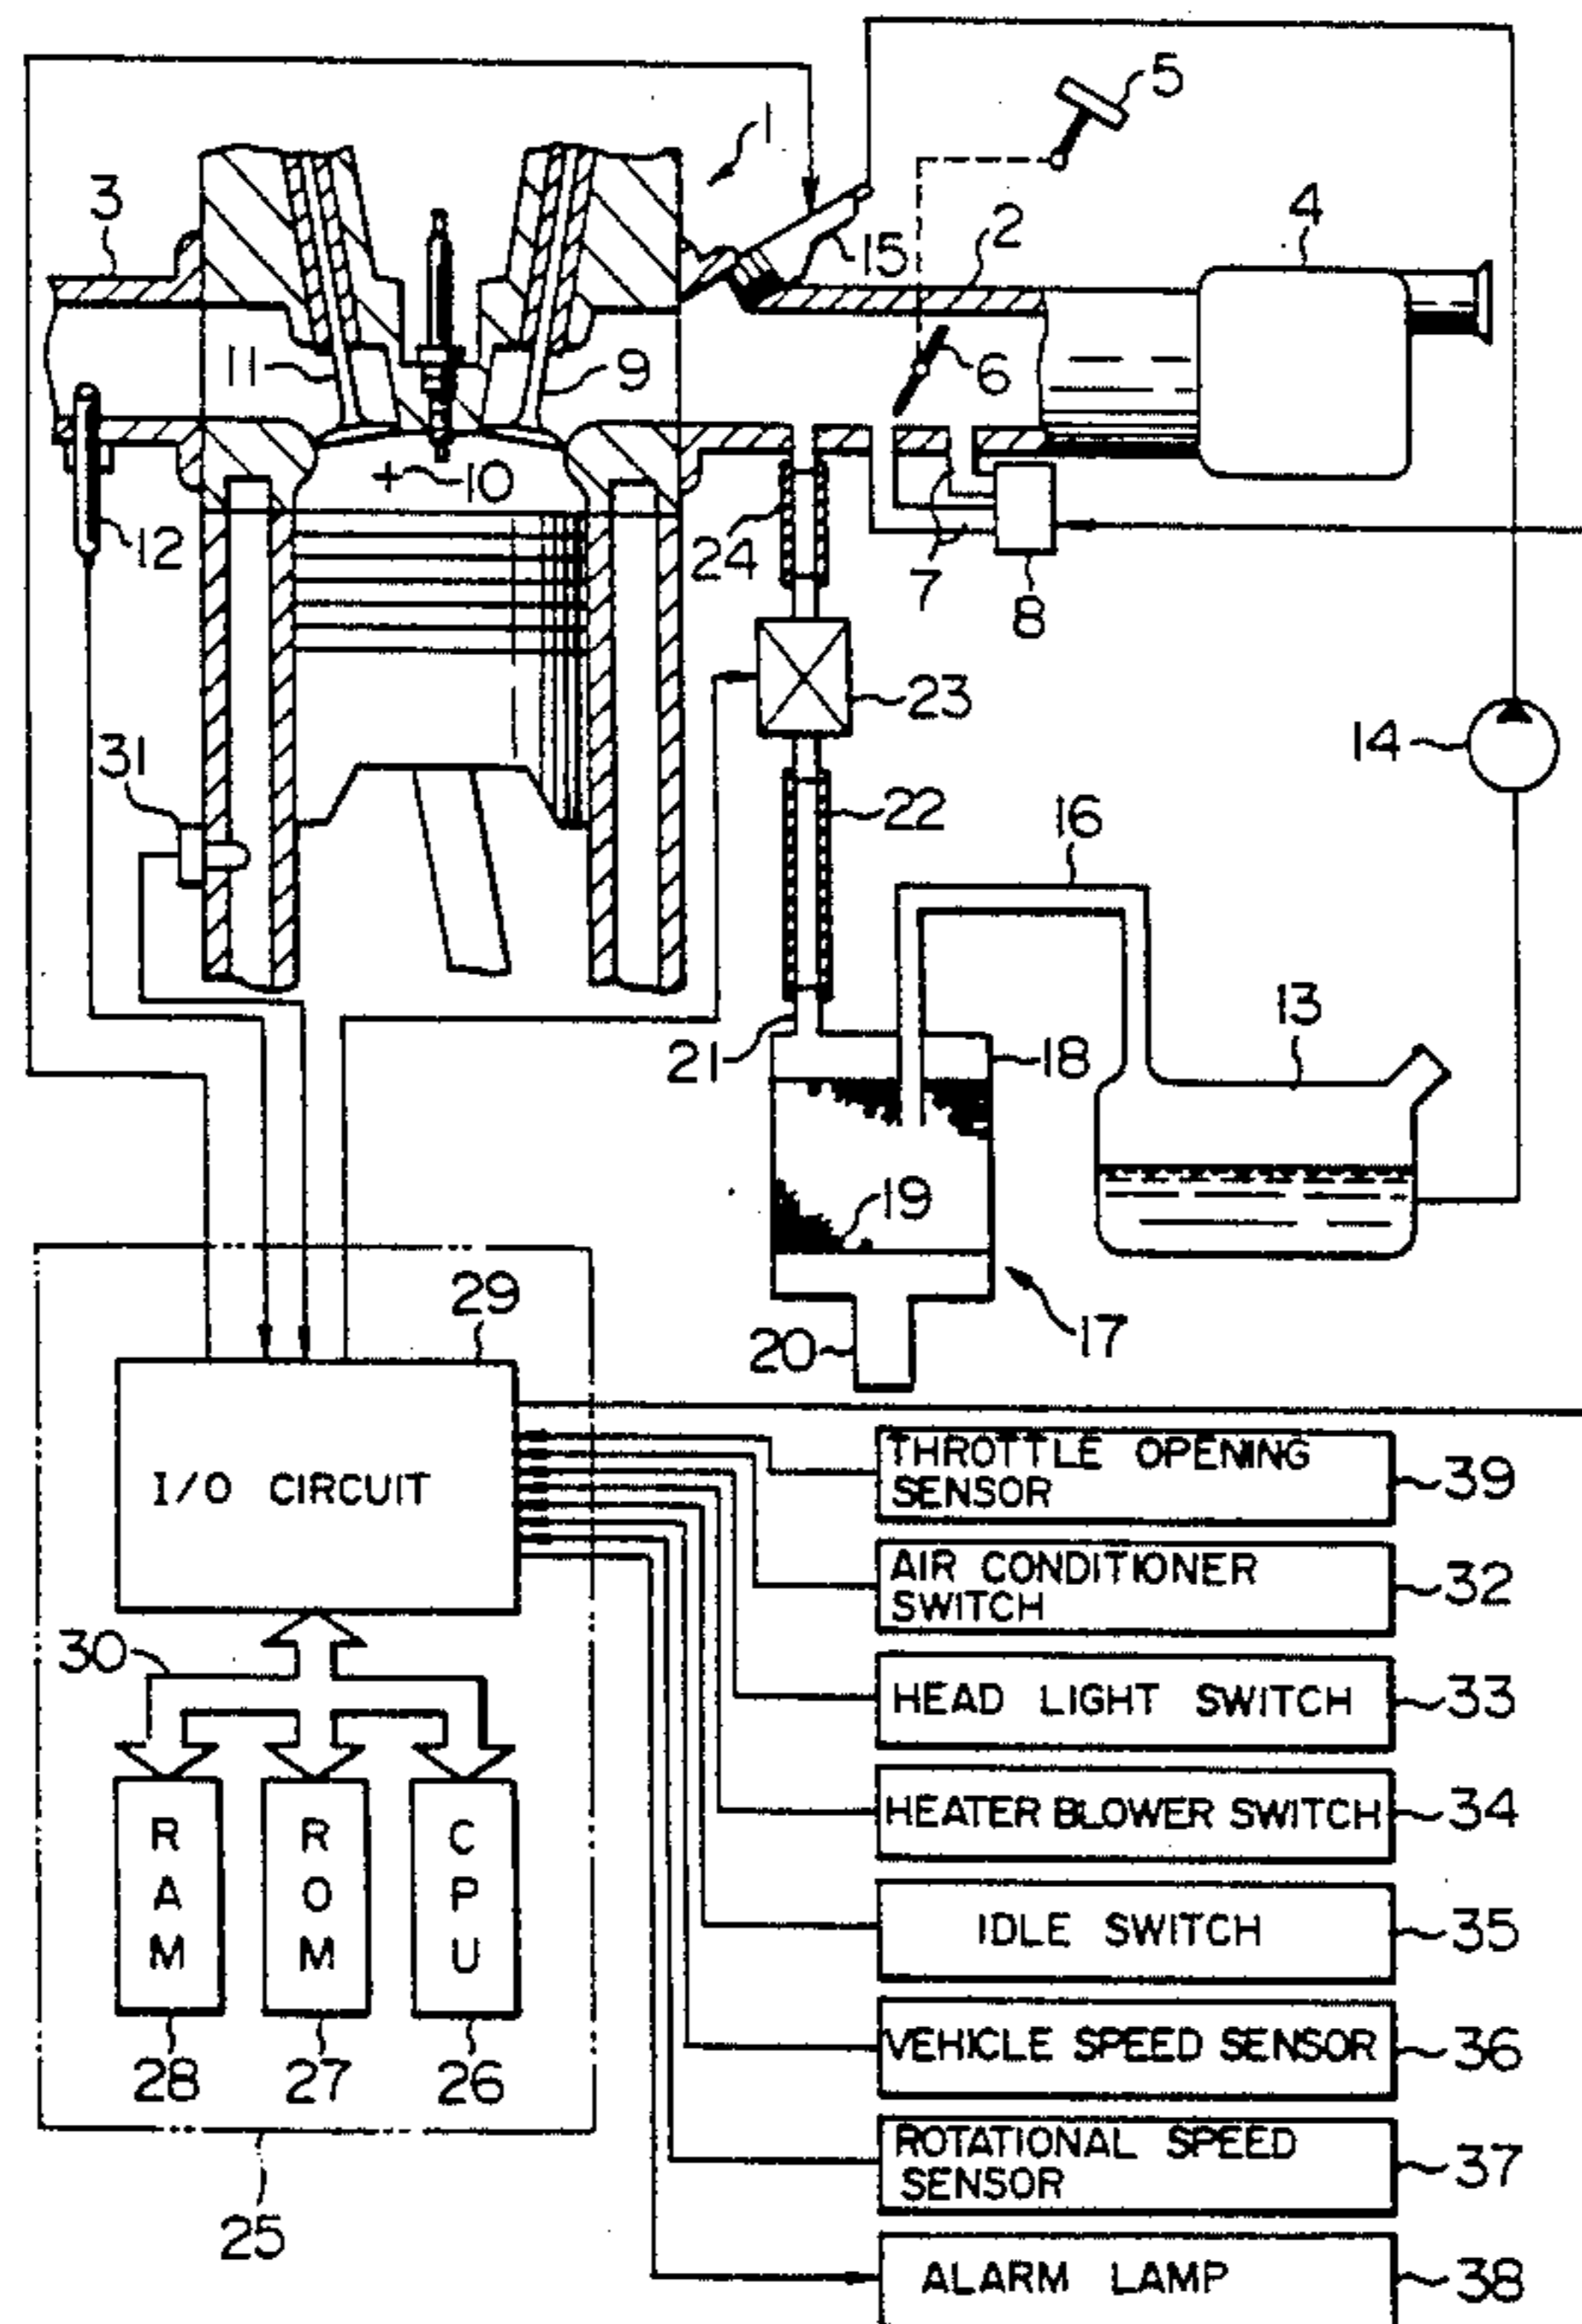 5
1
3
2
4
15
11
9
6
10
12
24
7
8
23
14
31
22
16
13
21
18
19
17
20
29
I/O CIRCUIT
THROTTLE OPENING
SENSOR
39
AIR CONDITIONER
SWITCH
32
30
HEAD LIGHT SWITCH
33
HEATER BLOWER SWITCH
34
RAM
ROM
CPU
IDLE SWITCH
35
28
27
26
VEHICLE SPEED SENSOR
36
ROTATIONAL SPEED
SENSOR
37
25
ALARM LAMP
38